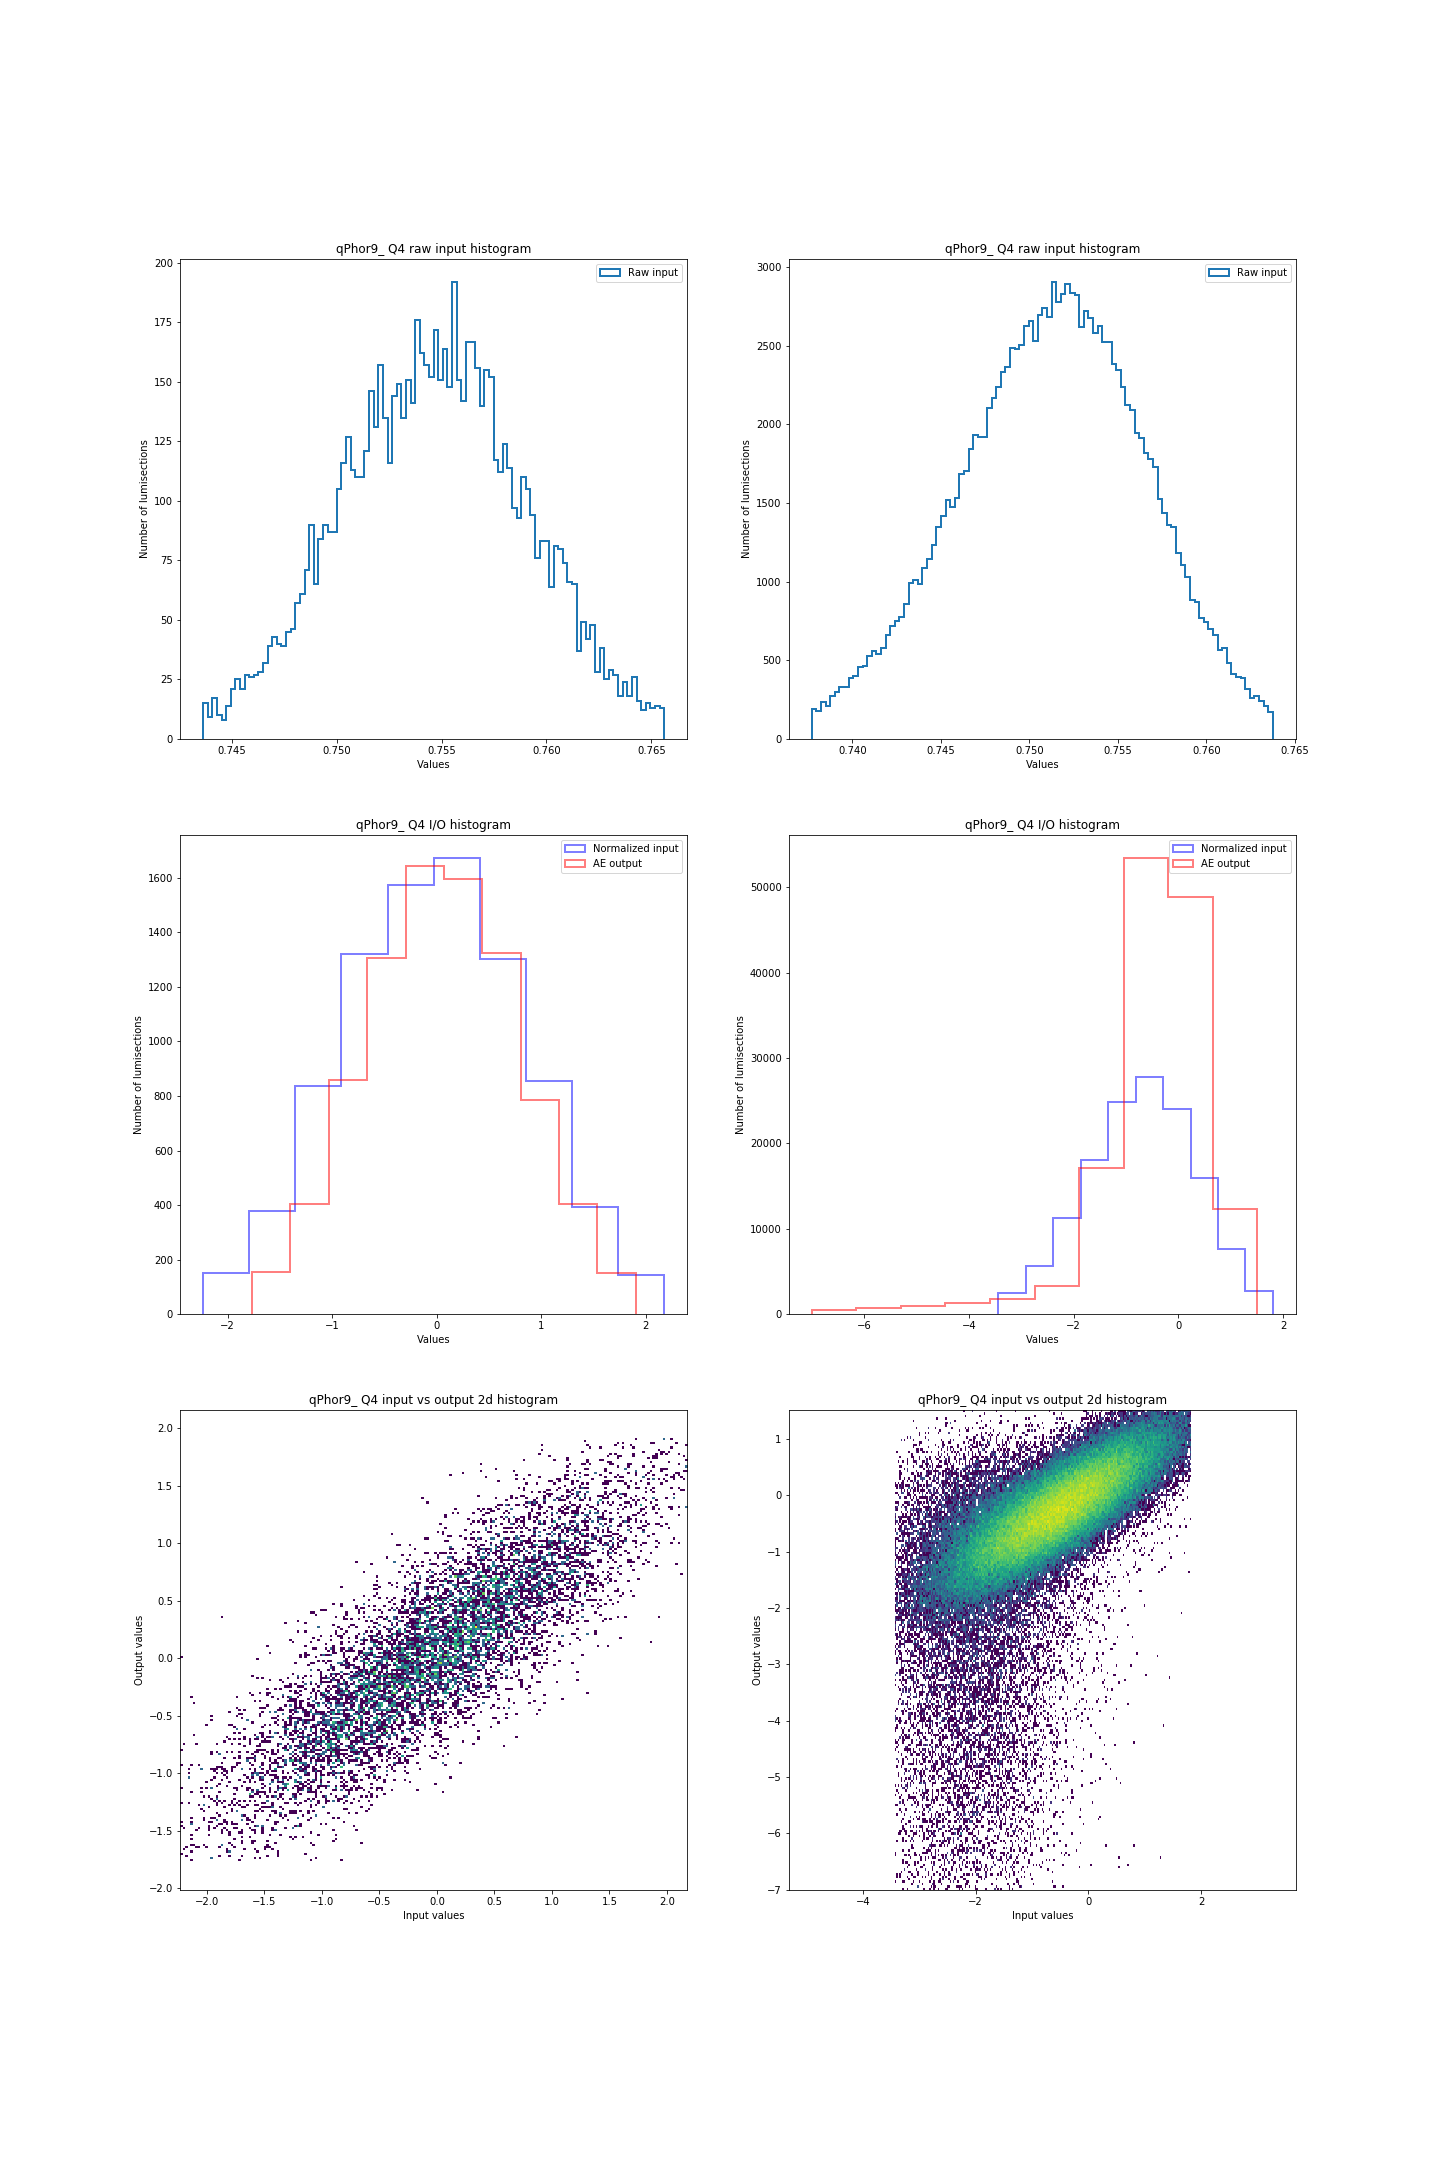 qPhor9_ Q4 raw input histogram
Raw input
200
175
150
125
100
75
50
25
0
Number of lumisections
0.745 0.750 0.755 0.760 0.765
Values
qPhor9_ Q4 raw input histogram
Raw input
3000
2500
2000
1500
1000
500
0
Number of lumisections
0.740 0.745 0.750 0.755 0.760 0.765
Values
qPhor9_ Q4 I/O histogram
Normalized input
AE output
1600
1400
1200
1000
800
600
400
200
0
Number of lumisections
−2 −1 0 1 2
Values
qPhor9_ Q4 I/O histogram
Normalized input
AE output
50000
40000
30000
20000
10000
0
Number of lumisections
−6 −4 −2 0 2
Values
qPhor9_ Q4 input vs output 2d histogram
2.0
1.5
1.0
0.5
0.0
−0.5
−1.0
−1.5
−2.0
Output values
−2.0 −1.5 −1.0 −0.5 0.0 0.5 1.0 1.5 2.0
Input values
qPhor9_ Q4 input vs output 2d histogram
1
0
−1
−2
−3
−4
−5
−6
−7
Output values
−4 −2 0 2
Input values